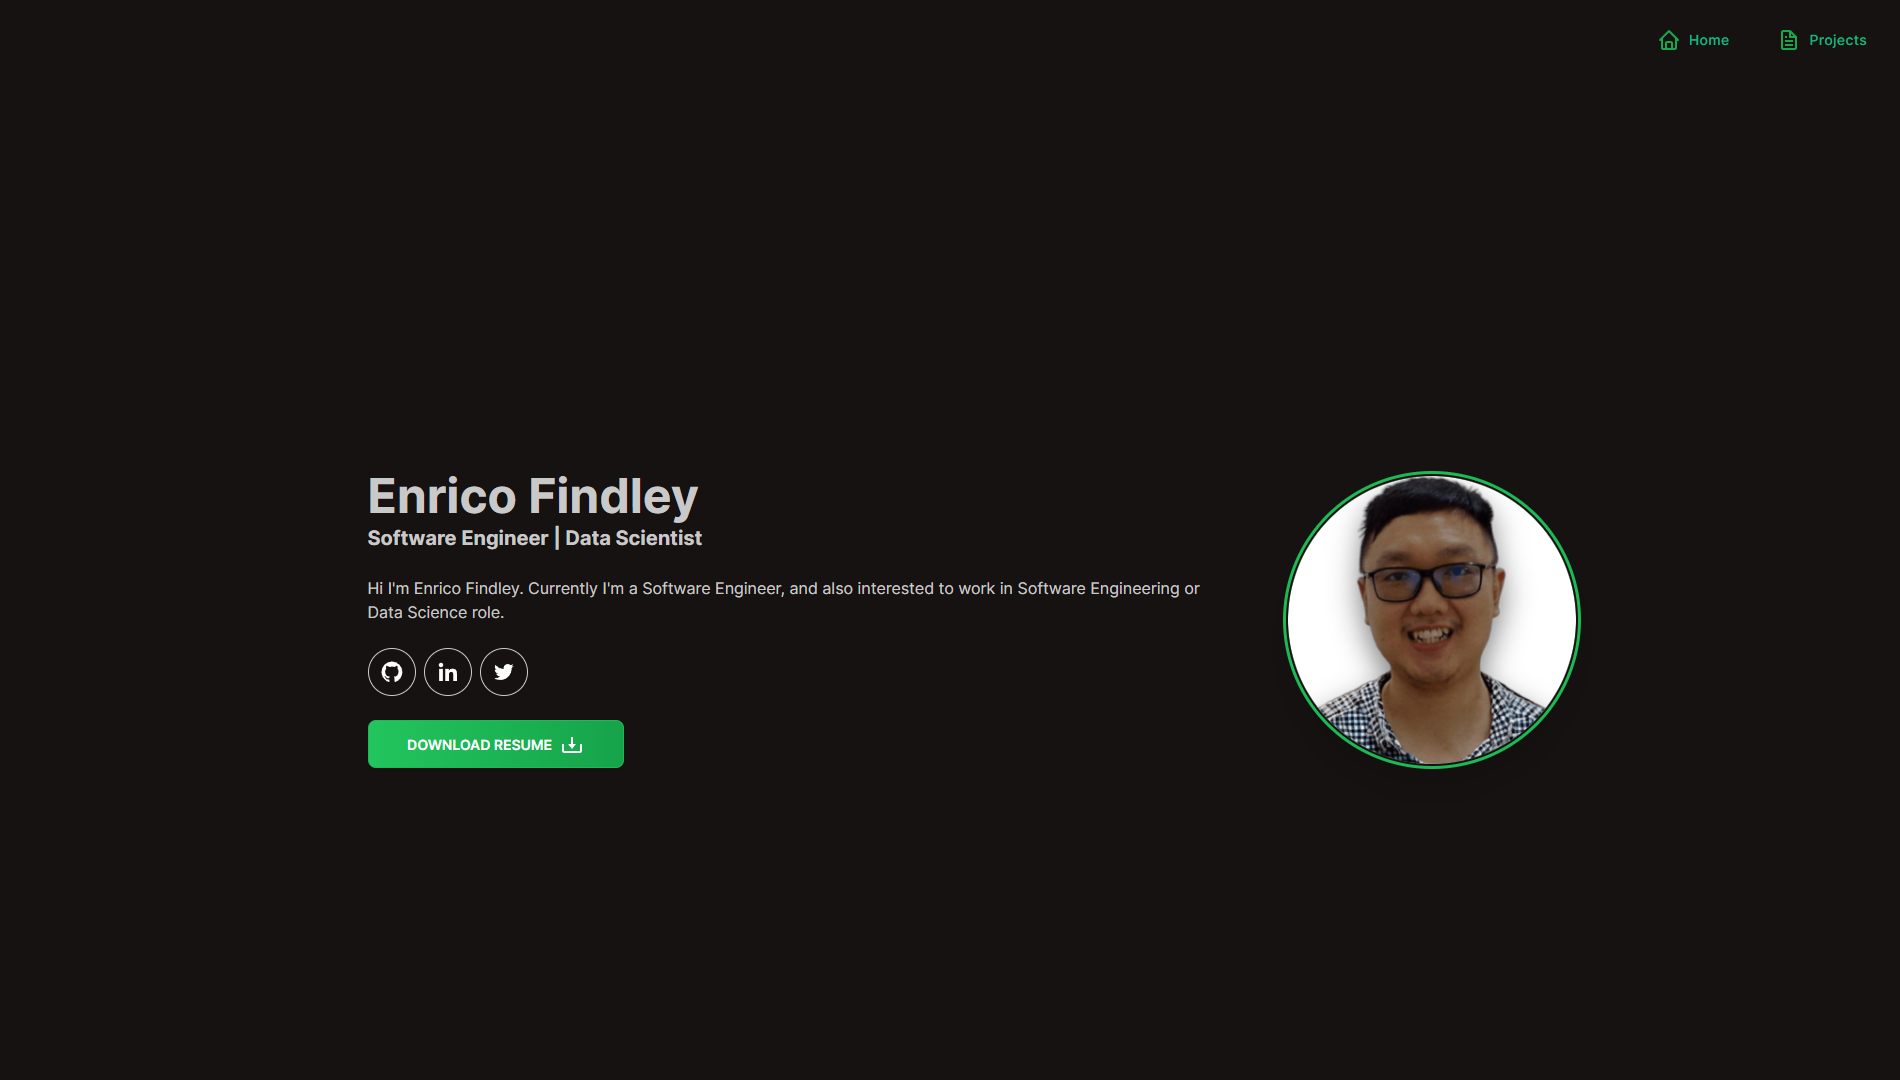 Home
Projects
Enrico Findley
Software Engineer | Data Scientist
Hi I'm Enrico Findley. Currently I'm a Software Engineer, and also interested to work in Software Engineering or
Data Science role.
in
DOWNLOAD RESUME